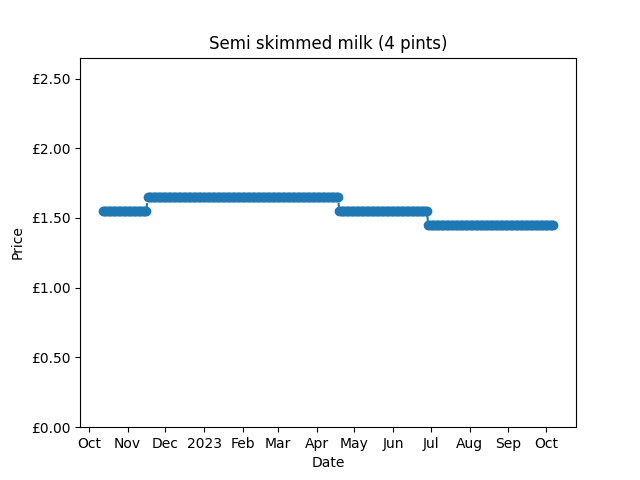 Semi skimmed milk (4 pints)
£2.50
£2.00
£1.50
£1.00
£0.50
£0.00
Price
Oct Nov Dec 2023 Feb Mar Apr May Jun Jul Aug Sep Oct
Date